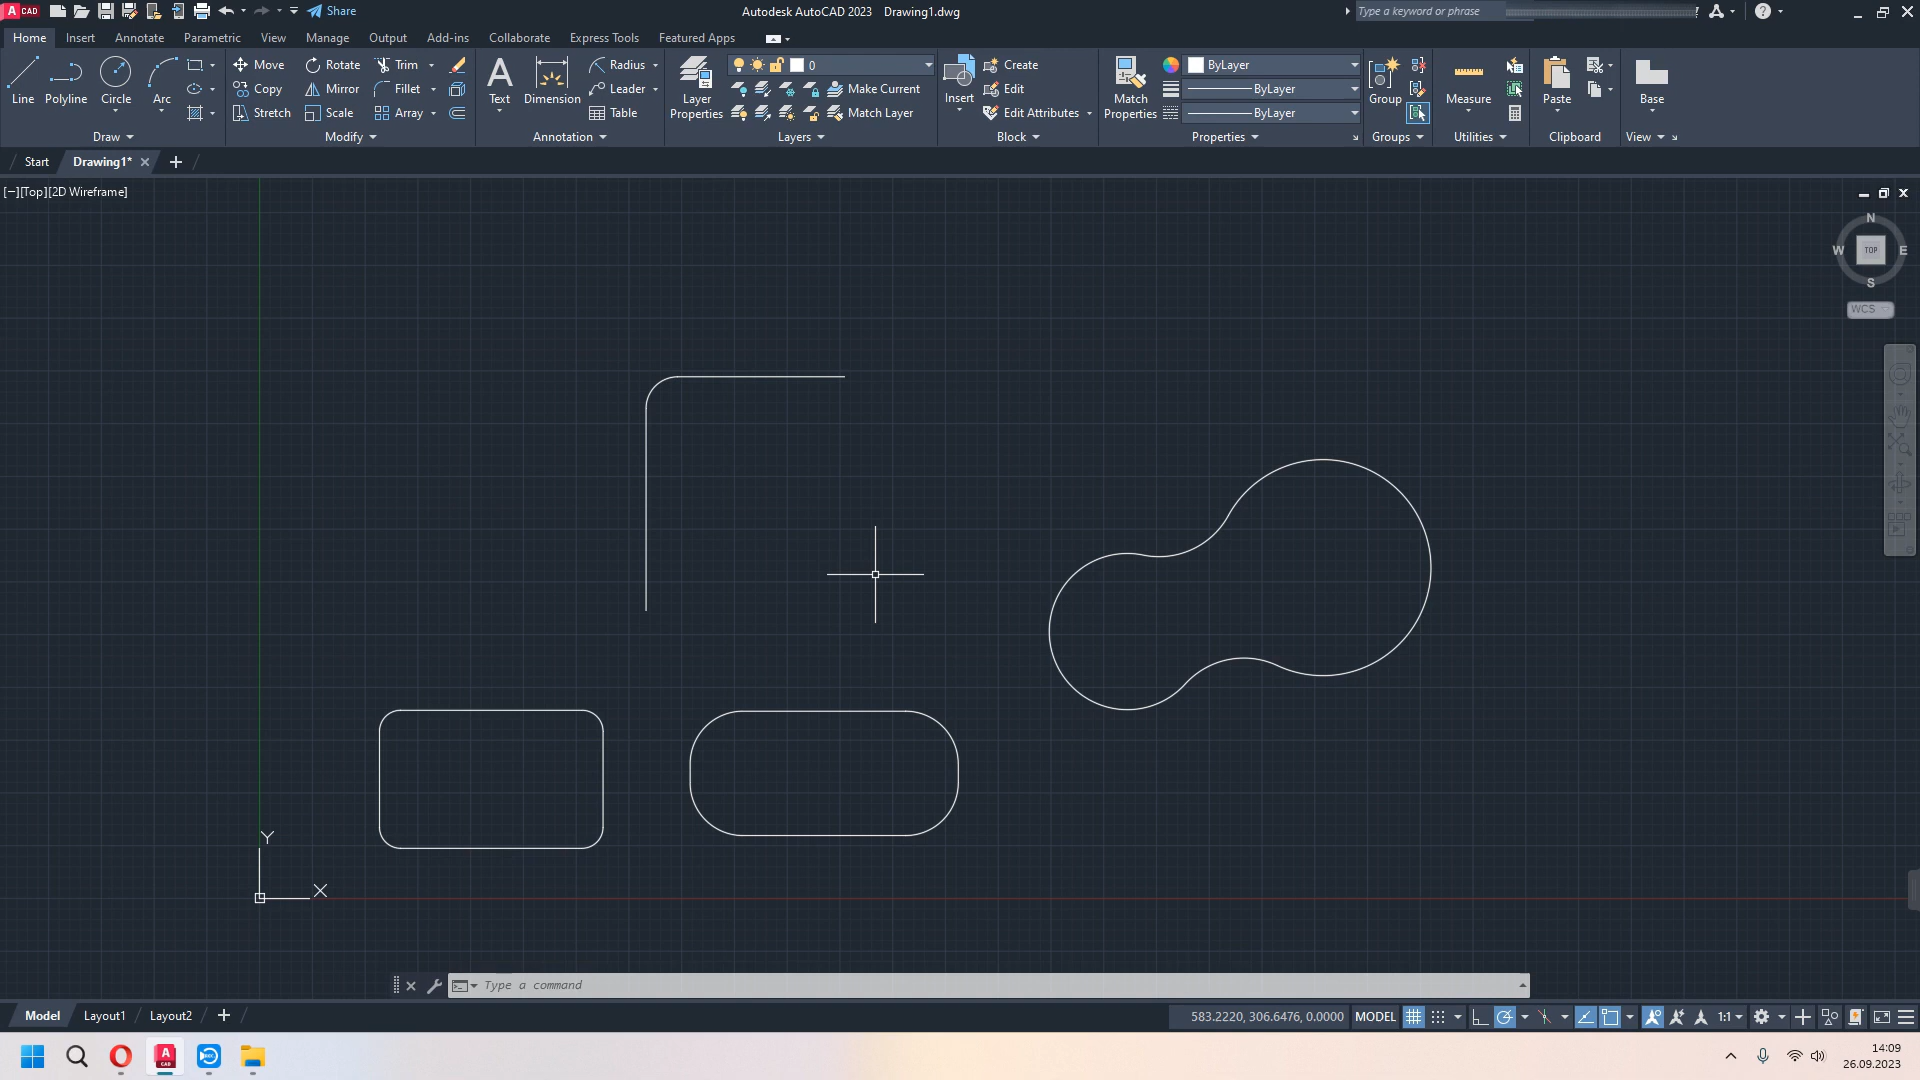 CAD Share Autodesk AutoCAD 2023 Drawing1.dwg Type a keyword or phrase
Home Insert Annotate Parametric View Manage Output Add-ins Collaborate Express Tools Featured Apps
Line Polyline Circle Arc
Draw
Move Rotate Trim
Copy Mirror Fillet
Stretch Scale Array
Modify
Text Dimension
Radius
Leader
Table
Annotation
Layer Properties
0
Make Current
Match Layer
Layers
Insert
Create
Edit
Edit Attributes
Block
Match Properties
ByLayer
ByLayer
ByLayer
Properties
Group
Groups
Measure
Utilities
Paste
Clipboard
Base
View
Start Drawing1*
[−][Top][2D Wireframe]
N
W TOP E
S
WCS
Y
X
Type a command
Model Layout1 Layout2
583.2220, 306.6476, 0.0000 MODEL 1:1
14:09
26.09.2023